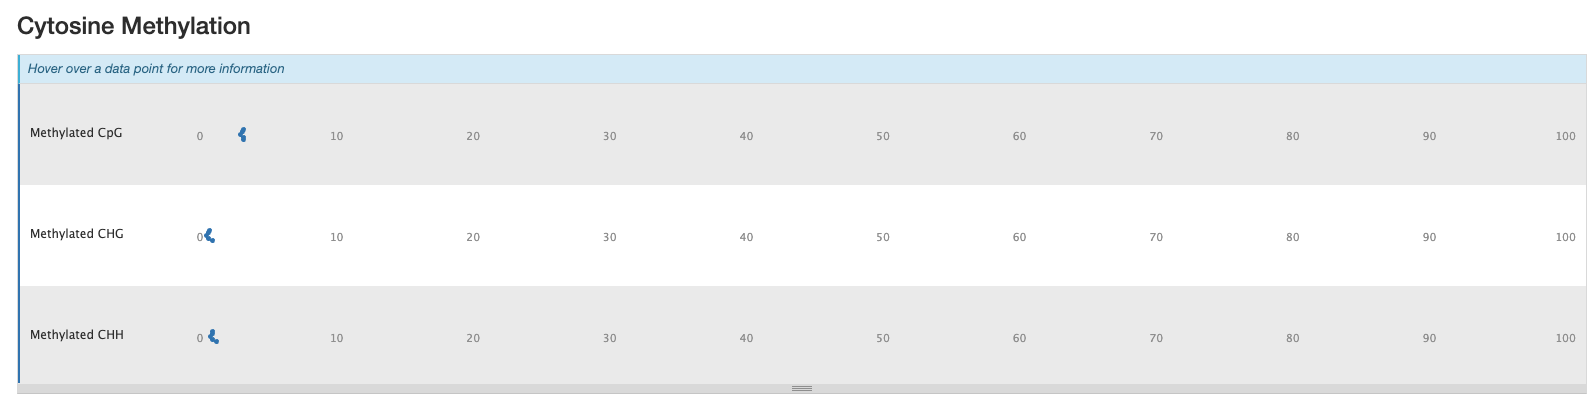 Cytosine Methylation
Hover over a data point for more information
Methylated CpG 0 10 20 30 40 50 60 70 80 90 100
Methylated CHG 0 10 20 30 40 50 60 70 80 90 100
Methylated CHH 0 10 20 30 40 50 60 70 80 90 100